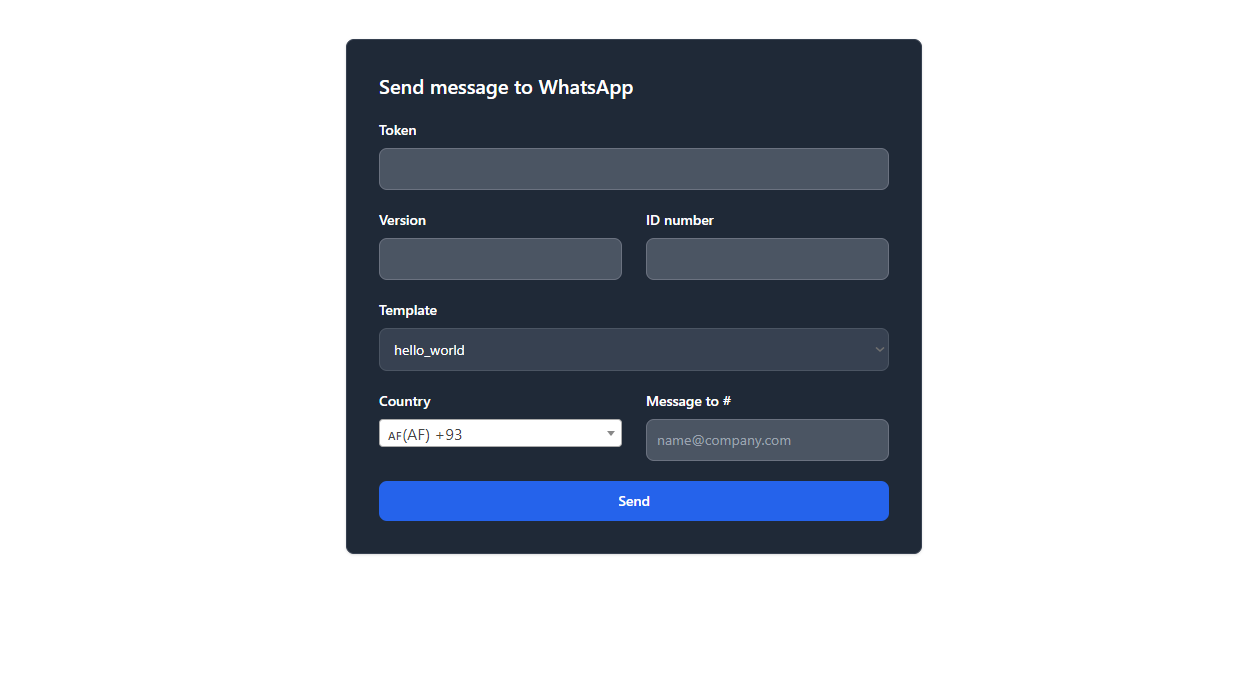 Send message to WhatsApp
Token
Version ID number
Template
hello_world
Country Message to #
AF(AF) +93 name@company.com
Send